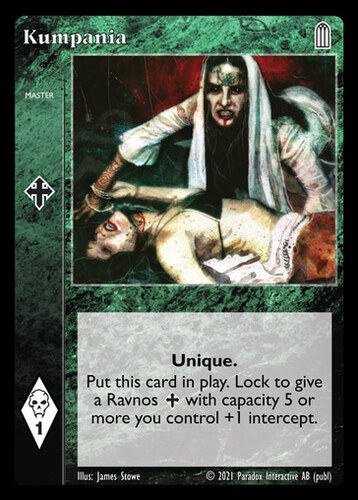 Kumpania
MASTER
Unique.
Put this card in play. Lock to give
a Ravnos with capacity 5 or
more you control +1 intercept.
1
Illus: James Stowe © 2021 Paradox Interactive AB (publ)